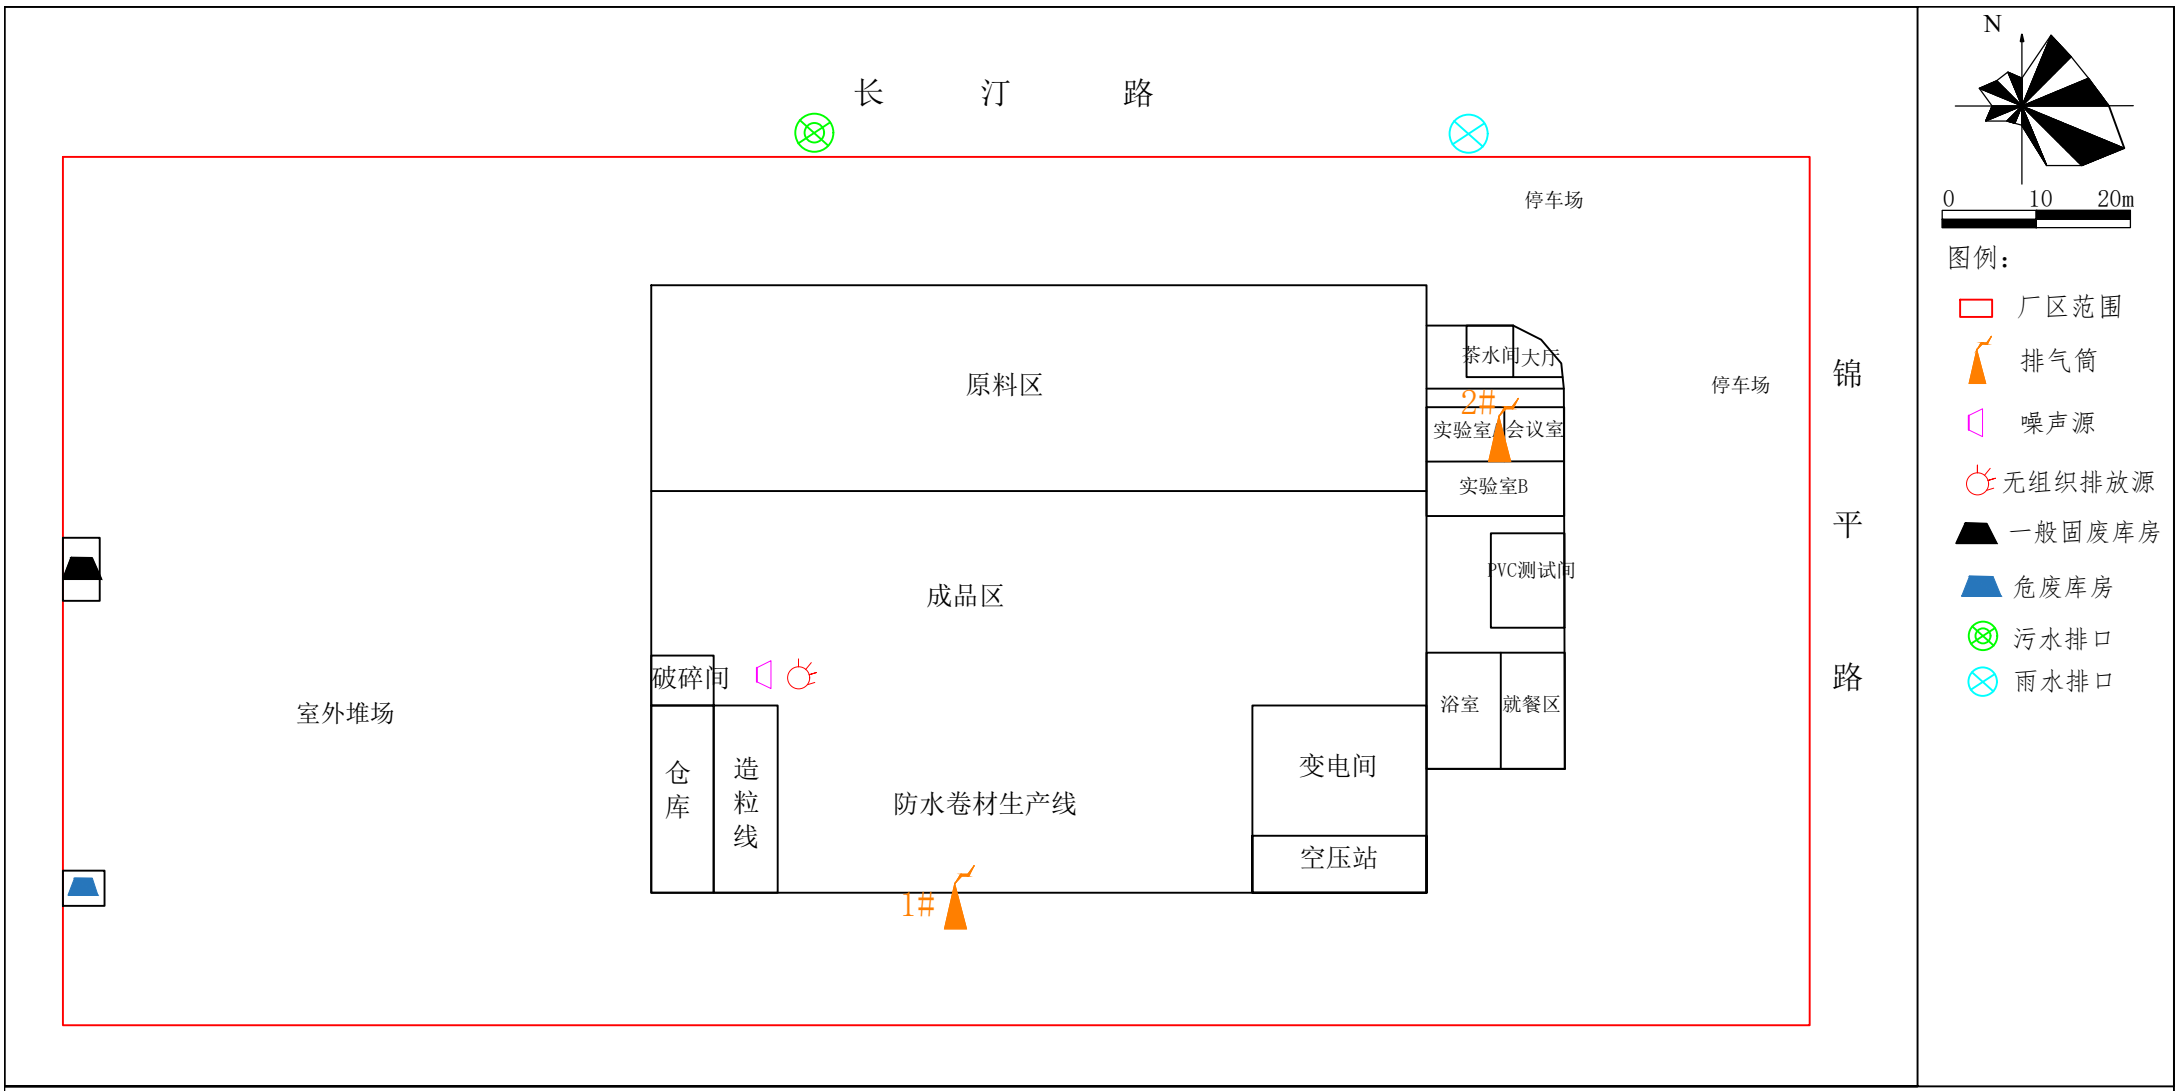 长汀路
停车场
原料区
茶水间
大厅
停车场
锦平路
2#
实验室A
会议室
实验室B
PVC测试间
成品区
破碎间
室外堆场
浴室
就餐区
仓库
造粒线
防水卷材生产线
变电间
空压站
1#
N
0 10 20m
图例：
厂区范围
排气筒
噪声源
无组织排放源
一般固废库房
危废库房
污水排口
雨水排口